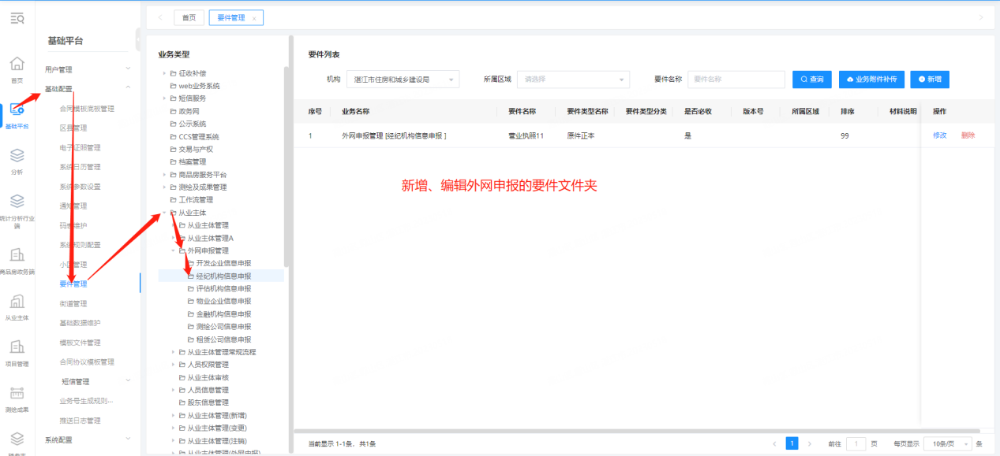 首页
要件管理
基础平台
用户管理
基础配置
合同模板底板管理
区县管理
电子证照管理
系统日历管理
系统参数设置
通知管理
码表维护
系统规则配置
小区管理
要件管理
街道管理
基础数据维护
模板文件管理
合同协议模板管理
短信管理
业务号生成规则...
推送日志管理
系统配置
首页
基础平台
分析
统计分析行业
端
商品房政务端
从业主体
项目管理
测绘成果
业务类型
征收补偿
web业务系统
短信服务
政务网
公示系统
CCS管理系统
交易与产权
档案管理
商品房服务平台
测绘及成果管理
工作流管理
从业主体
从业主体管理
从业主体管理A
外网申报管理
开发企业信息申报
经纪机构信息申报
评估机构信息申报
物业企业信息申报
金融机构信息申报
测绘公司信息申报
租赁公司信息申报
从业主体管理常规流程
人员权限管理
从业主体审核
人员信息管理
股东信息管理
从业主体管理(新增)
从业主体管理(变更)
从业主体管理(注销)
从业主体管理(外网申报)
要件列表
机构 湛江市住房和城乡建设局 所属区域 请选择 要件名称 要件名称 查询 业务附件补传 新增
序号 业务名称 要件名称 要件类型名称 要件类型分类 是否必收 版本号 所属区域 排序 材料说明 操作
1 外网申报管理 [经纪机构信息申报 ] 营业执照11 原件正本 是 99 修改 删除
新增、编辑外网申报的要件文件夹
当前显示 1-1条，共1条 1 前往 1 页 每页显示 10条/页 条